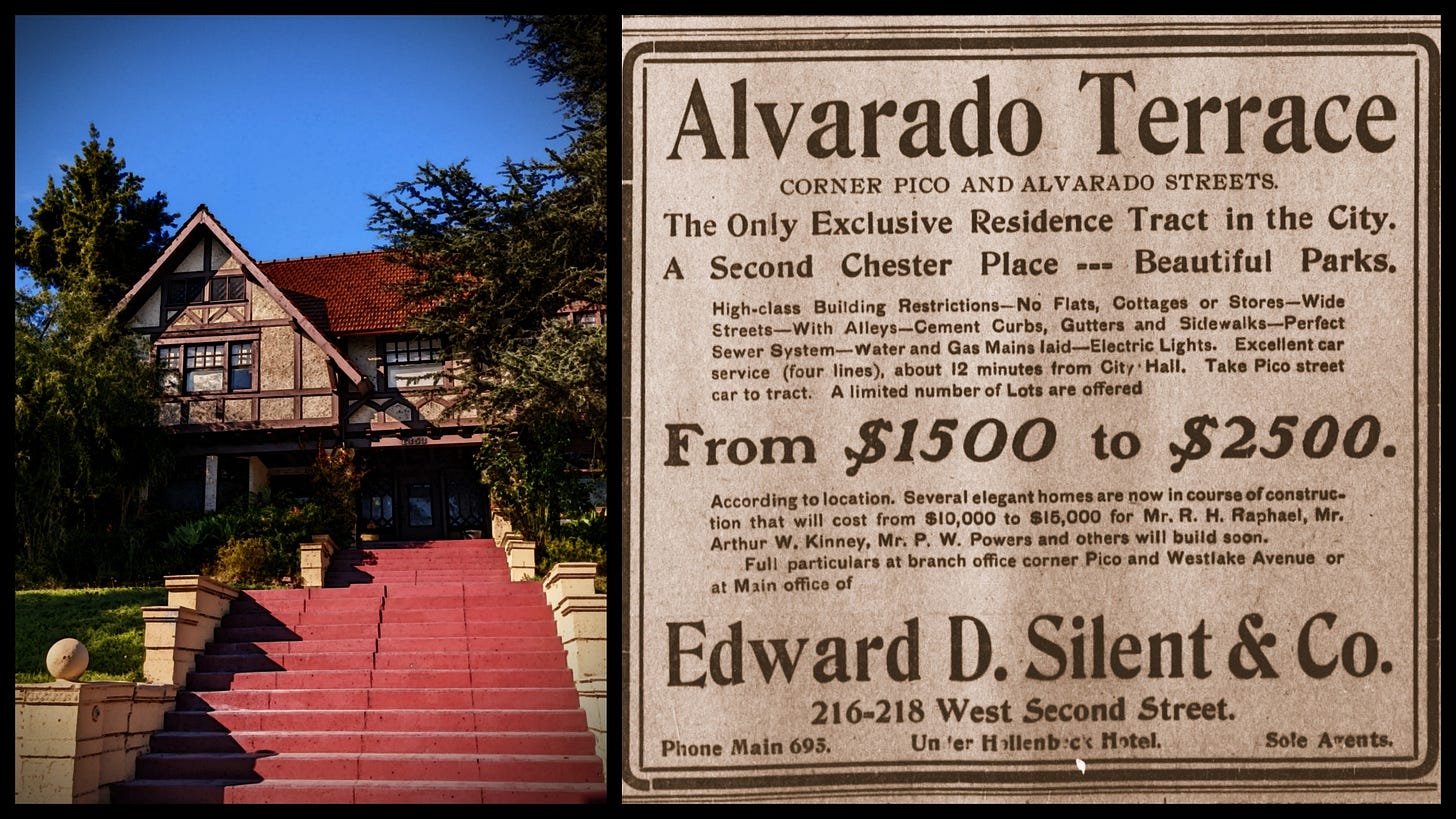 Alvarado Terrace
CORNER PICO AND ALVARADO STREETS.
The Only Exclusive Residence Tract in the City.
A Second Chester Place --- Beautiful Parks.
High-class Building Restrictions—No Flats, Cottages or Stores—Wide
Streets—With Alleys—Cement Curbs, Gutters and Sidewalks—Perfect
Sewer System—Water and Gas Mains laid—Electric Lights. Excellent car
service (four lines), about 12 minutes from City Hall. Take Pico street
car to tract. A limited number of Lots are offered
From $1500 to $2500.
According to location. Several elegant homes are now in course of construc-
tion that will cost from $10,000 to $15,000 for Mr. R. H. Raphael, Mr.
Arthur W. Kinney, Mr. P. W. Powers and others will build soon.
Full particulars at branch office corner Pico and Westlake Avenue or
at Main office of
Edward D. Silent & Co.
216-218 West Second Street.
Phone Main 695. Under Hollenbeck Hotel. Sole Agents.